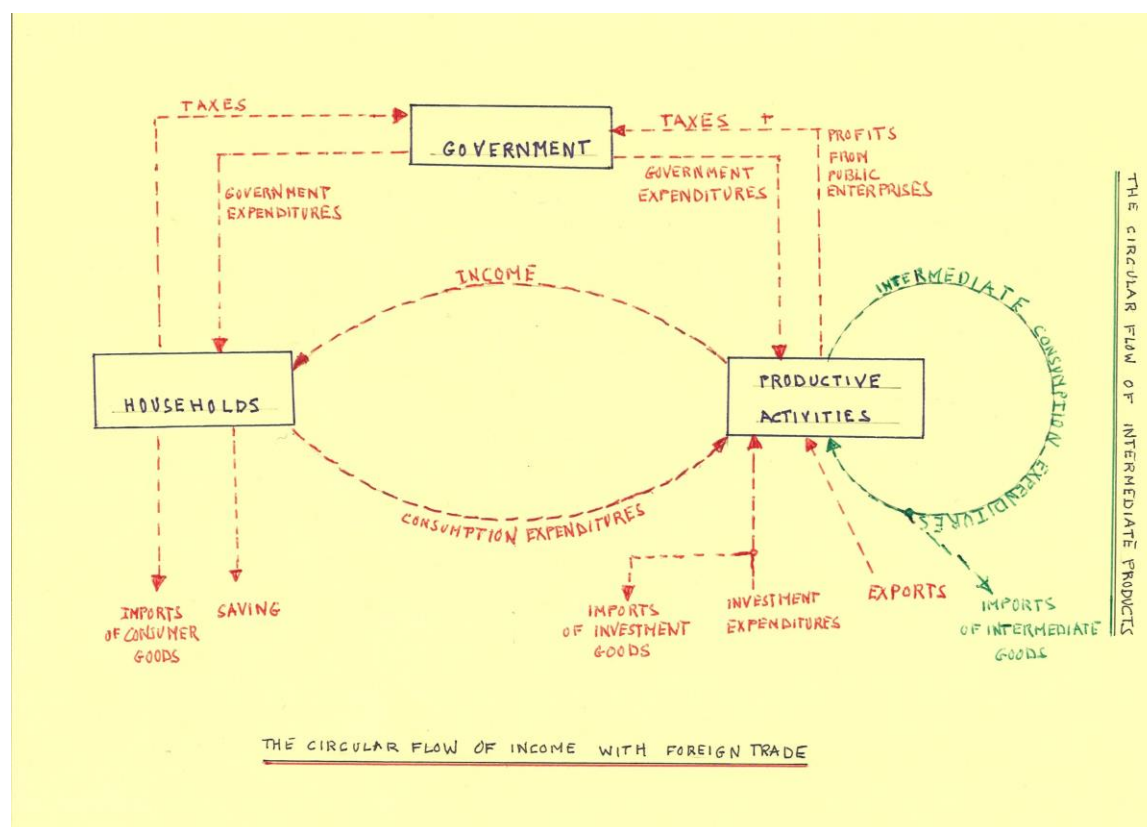 TAXES
GOVERNMENT
TAXES +
PROFITS
FROM
PUBLIC
ENTERPRISES
GOVERNMENT
EXPENDITURES
GOVERNMENT
EXPENDITURES
INCOME
INTERMEDIATE CONSUMPTION EXPENDITURES
THE CIRCULAR FLOW OF INTERMEDIATE PRODUCTS
HOUSEHOLDS
PRODUCTIVE
ACTIVITIES
CONSUMPTION EXPENDITURES
IMPORTS
OF CONSUMER
GOODS
SAVING
IMPORTS
OF INVESTMENT
GOODS
INVESTMENT
EXPENDITURES
EXPORTS
IMPORTS
OF INTERMEDIATE
GOODS
THE CIRCULAR FLOW OF INCOME WITH FOREIGN TRADE